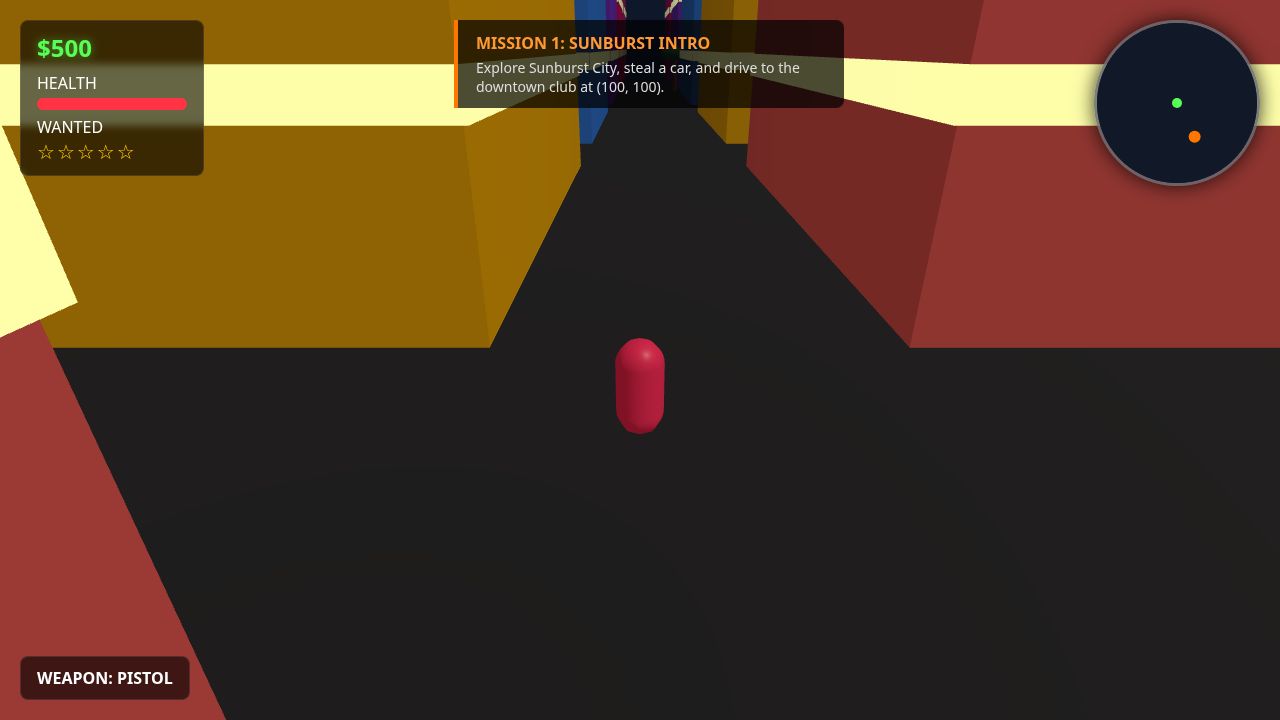 $500
HEALTH
WANTED
☆☆☆☆☆
MISSION 1: SUNBURST INTRO
Explore Sunburst City, steal a car, and drive to the
downtown club at (100, 100).
WEAPON: PISTOL